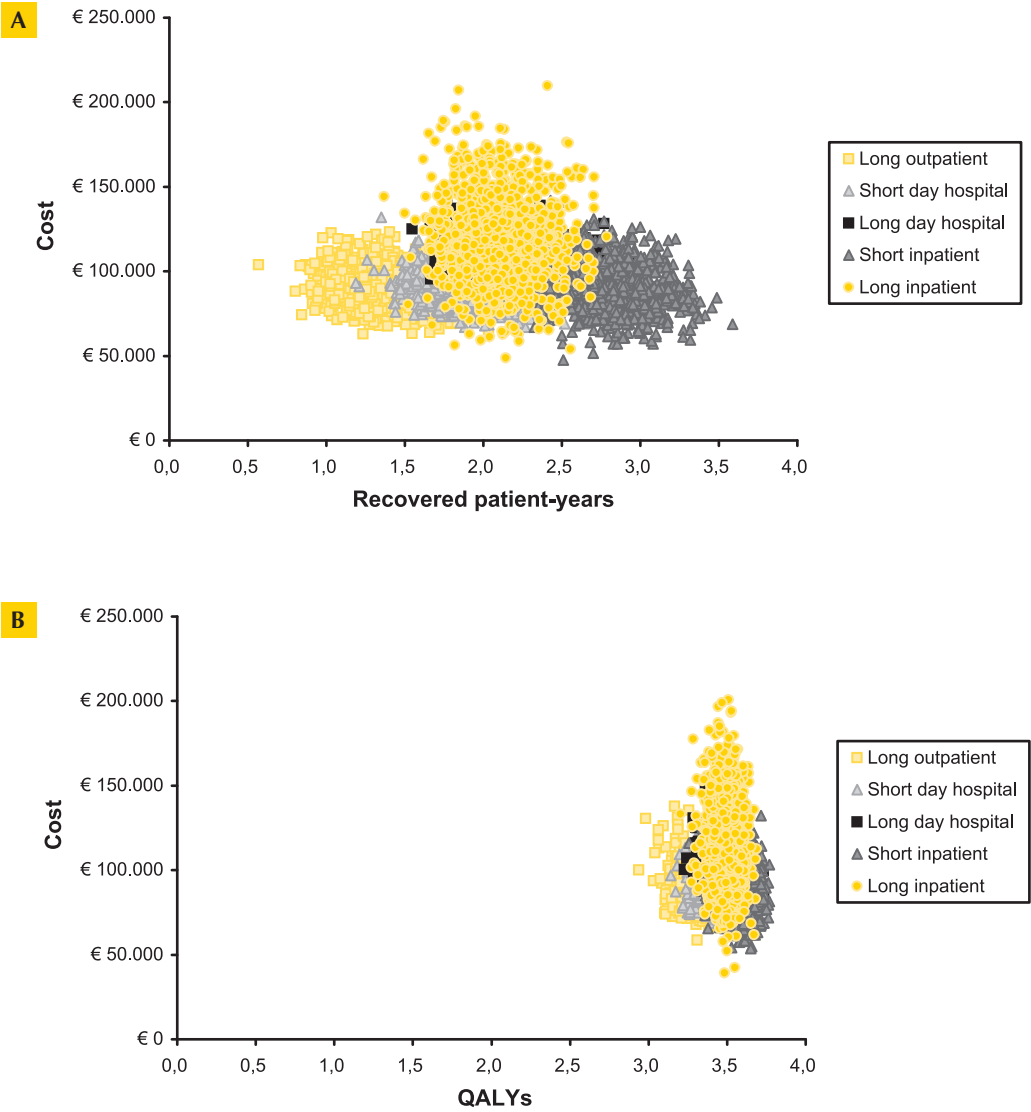 A
€ 250.000
€ 200.000
€ 150.000
€ 100.000
€ 50.000
€ 0
Cost
0,0 0,5 1,0 1,5 2,0 2,5 3,0 3,5 4,0
Recovered patient-years
Long outpatient
Short day hospital
Long day hospital
Short inpatient
Long inpatient
B
€ 250.000
€ 200.000
€ 150.000
€ 100.000
€ 50.000
€ 0
Cost
0,0 0,5 1,0 1,5 2,0 2,5 3,0 3,5 4,0
QALYs
Long outpatient
Short day hospital
Long day hospital
Short inpatient
Long inpatient